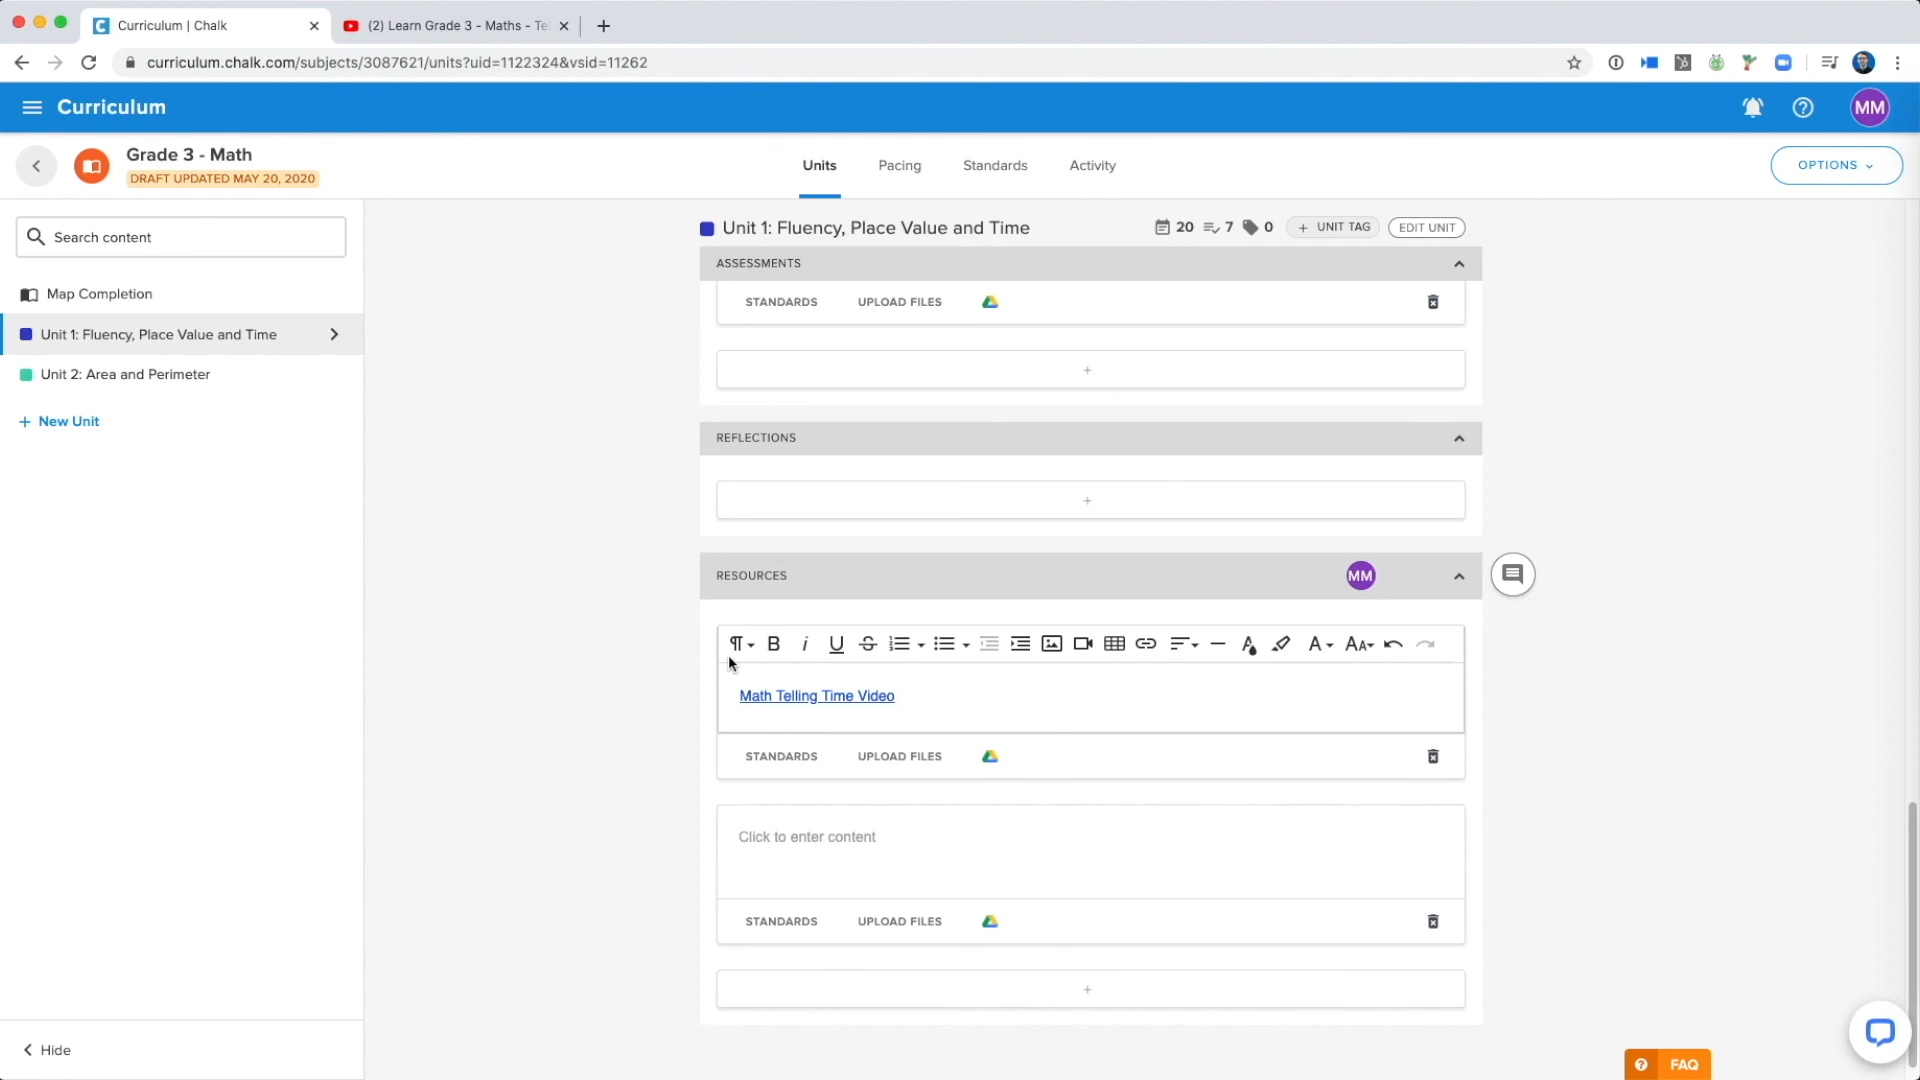 Curriculum | Chalk
(2) Learn Grade 3 - Maths - Te
curriculum.chalk.com/subjects/3087621/units?uid=1122324&vsid=11262
Curriculum
MM
Grade 3 - Math
DRAFT UPDATED MAY 20, 2020
Units
Pacing
Standards
Activity
OPTIONS
Search content
Map Completion
Unit 1: Fluency, Place Value and Time
Unit 2: Area and Perimeter
+ New Unit
Hide
Unit 1: Fluency, Place Value and Time
20
7
0
+ UNIT TAG
EDIT UNIT
ASSESSMENTS
STANDARDS
UPLOAD FILES
+
REFLECTIONS
+
RESOURCES
MM
Math Telling Time Video
STANDARDS
UPLOAD FILES
Click to enter content
STANDARDS
UPLOAD FILES
+
FAQ